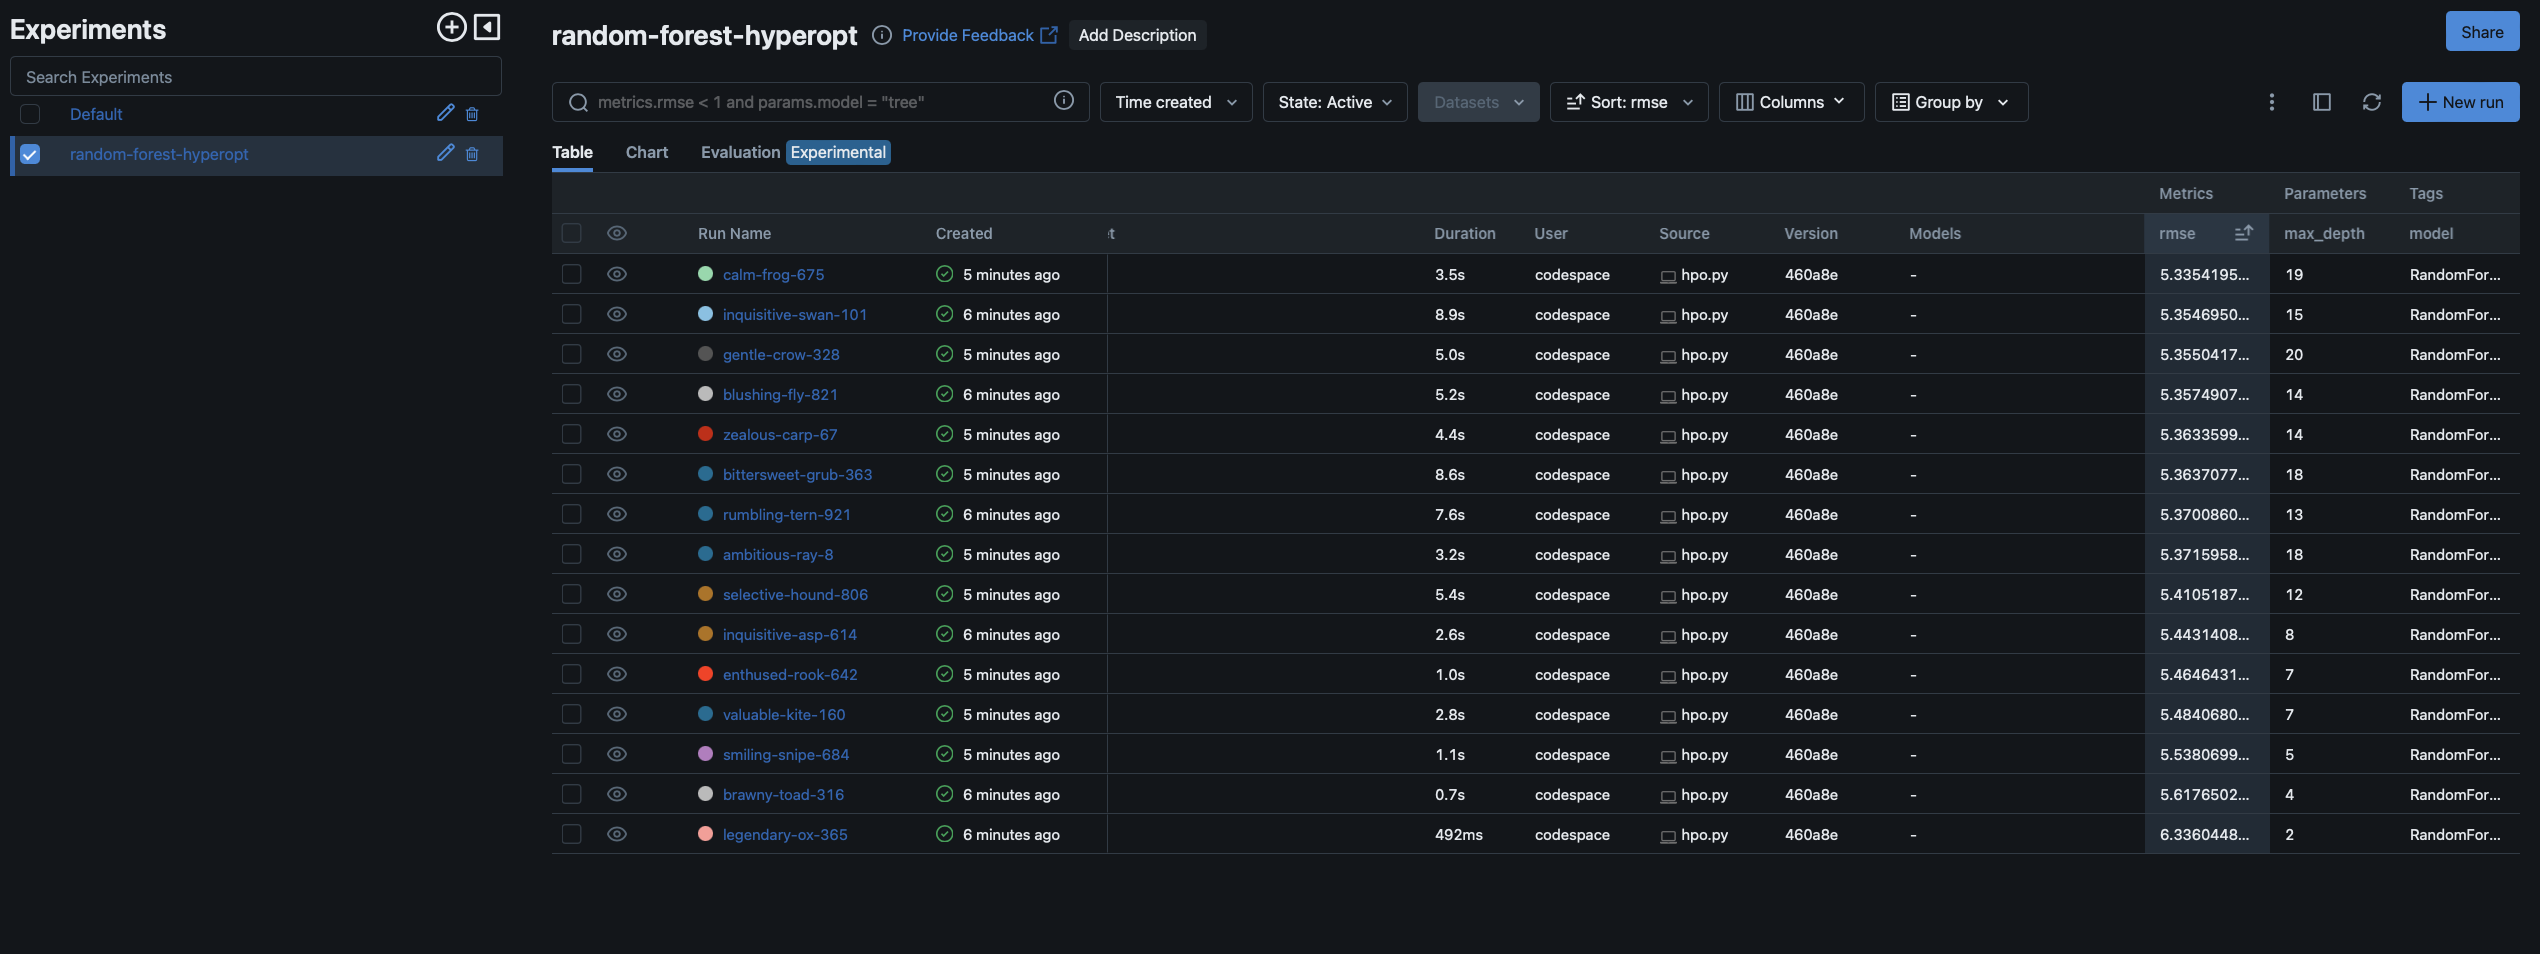 Experiments
Search Experiments
Default
random-forest-hyperopt
random-forest-hyperopt Provide Feedback Add Description Share
metrics.rmse < 1 and params.model = "tree" Time created State: Active Datasets Sort: rmse Columns Group by New run
Table Chart Evaluation Experimental
Metrics Parameters Tags
Run Name Created t Duration User Source Version Models rmse max_depth model
calm-frog-675 5 minutes ago 3.5s codespace hpo.py 460a8e - 5.3354195... 19 RandomFor...
inquisitive-swan-101 6 minutes ago 8.9s codespace hpo.py 460a8e - 5.3546950... 15 RandomFor...
gentle-crow-328 5 minutes ago 5.0s codespace hpo.py 460a8e - 5.3550417... 20 RandomFor...
blushing-fly-821 6 minutes ago 5.2s codespace hpo.py 460a8e - 5.3574907... 14 RandomFor...
zealous-carp-67 5 minutes ago 4.4s codespace hpo.py 460a8e - 5.3633599... 14 RandomFor...
bittersweet-grub-363 5 minutes ago 8.6s codespace hpo.py 460a8e - 5.3637077... 18 RandomFor...
rumbling-tern-921 6 minutes ago 7.6s codespace hpo.py 460a8e - 5.3700860... 13 RandomFor...
ambitious-ray-8 5 minutes ago 3.2s codespace hpo.py 460a8e - 5.3715958... 18 RandomFor...
selective-hound-806 5 minutes ago 5.4s codespace hpo.py 460a8e - 5.4105187... 12 RandomFor...
inquisitive-asp-614 6 minutes ago 2.6s codespace hpo.py 460a8e - 5.4431408... 8 RandomFor...
enthused-rook-642 5 minutes ago 1.0s codespace hpo.py 460a8e - 5.4646431... 7 RandomFor...
valuable-kite-160 5 minutes ago 2.8s codespace hpo.py 460a8e - 5.4840680... 7 RandomFor...
smiling-snipe-684 5 minutes ago 1.1s codespace hpo.py 460a8e - 5.5380699... 5 RandomFor...
brawny-toad-316 6 minutes ago 0.7s codespace hpo.py 460a8e - 5.6176502... 4 RandomFor...
legendary-ox-365 6 minutes ago 492ms codespace hpo.py 460a8e - 6.3360448... 2 RandomFor...